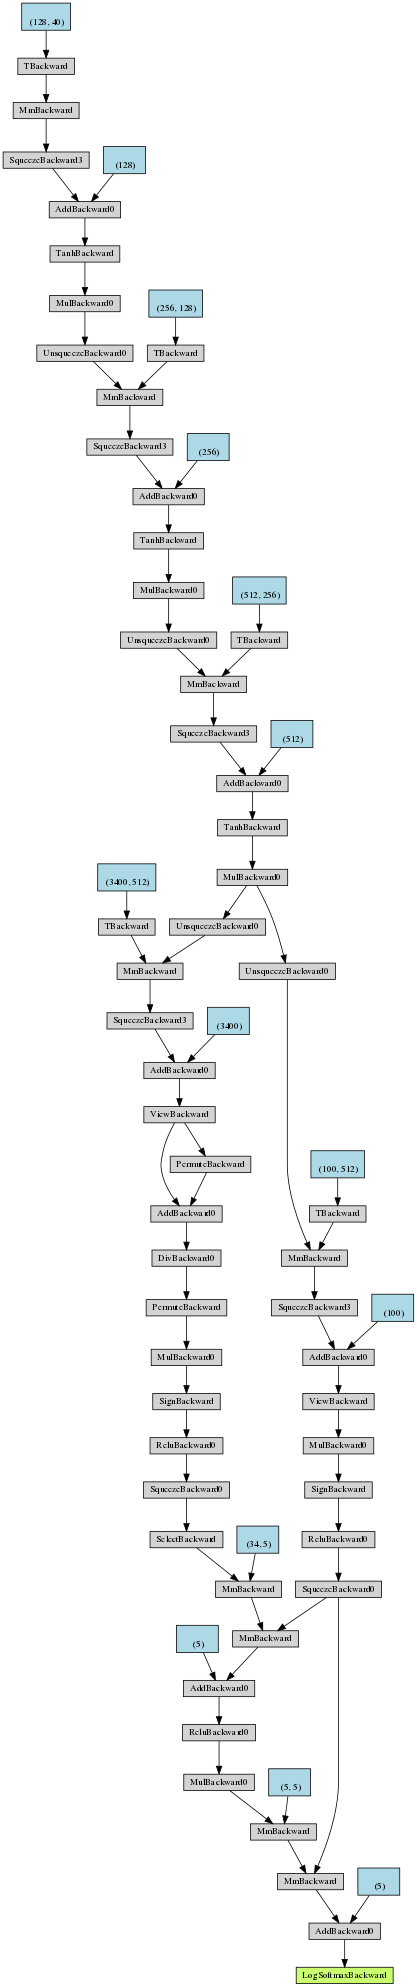 (128, 40)
TBackward
MmBackward
SqueezeBackward3
(128)
AddBackward0
TanhBackward
MulBackward0
(256, 128)
UnsqueezeBackward0
TBackward
MmBackward
SqueezeBackward3
(256)
AddBackward0
TanhBackward
MulBackward0
(512, 256)
UnsqueezeBackward0
TBackward
MmBackward
SqueezeBackward3
(512)
AddBackward0
TanhBackward
MulBackward0
(3400, 512)
TBackward
UnsqueezeBackward0
MmBackward
UnsqueezeBackward0
SqueezeBackward3
(3400)
AddBackward0
ViewBackward
PermuteBackward
(100, 512)
AddBackward0
TBackward
DivBackward0
MmBackward
PermuteBackward
SqueezeBackward3
(100)
MulBackward0
AddBackward0
SignBackward
ViewBackward
ReluBackward0
MulBackward0
SqueezeBackward0
SignBackward
SelectBackward
(34, 5)
ReluBackward0
MmBackward
SqueezeBackward0
(5)
MmBackward
AddBackward0
ReluBackward0
MulBackward0
(5, 5)
MmBackward
MmBackward
(5)
AddBackward0
LogSoftmaxBackward